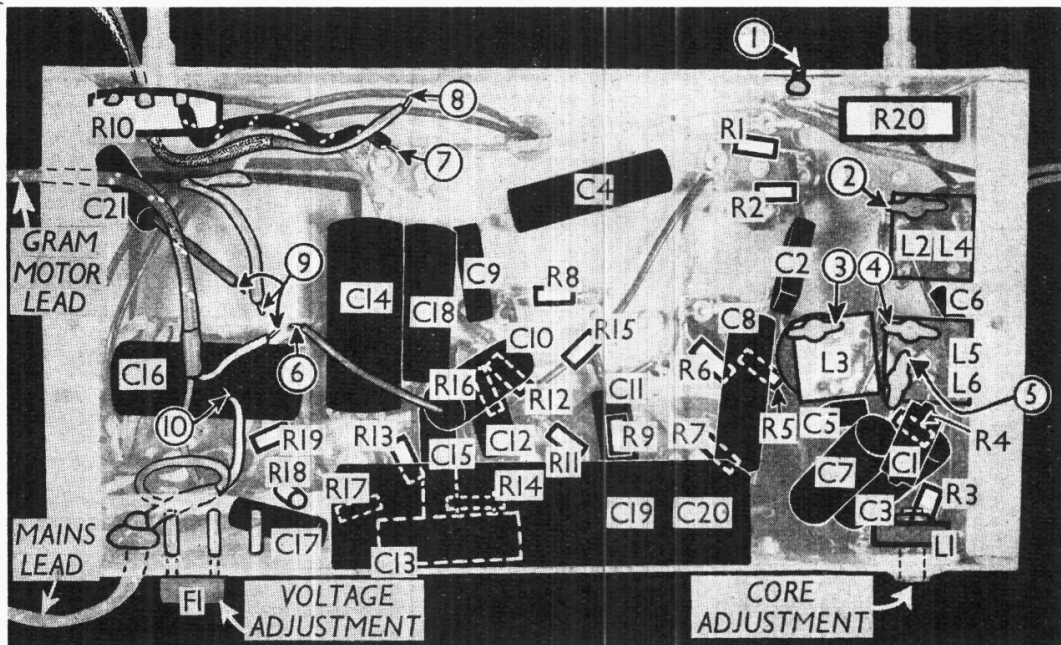 1
8
R10
R1
R20
7
C4
2
R2
C21
GRAM
MOTOR
LEAD
L2 L4
9
C9
C2
3
4
R8
C6
C14
C18
C10
R15
C8
L5
L6
L3
C16
6
R16
R12
R6
C11
5
10
R5
C5
R4
R19
R13
C15
C12
R11
R9
R7
C7
C1
R18
R17
R14
R3
C19
C20
C3
C17
C13
L1
MAINS
LEAD
F1
VOLTAGE
ADJUSTMENT
CORE
ADJUSTMENT